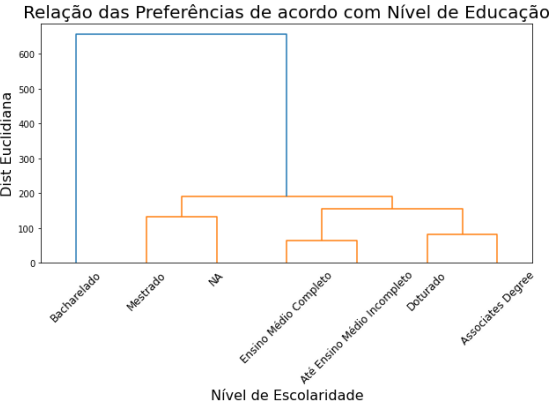 Relação das Preferências de acordo com Nível de Educação
Dist Euclidiana
600
500
400
300
200
100
0
Bacharelado
Mestrado
NA
Ensino Médio Completo
Até Ensino Médio Incompleto
Doturado
Associates Degree
Nível de Escolaridade